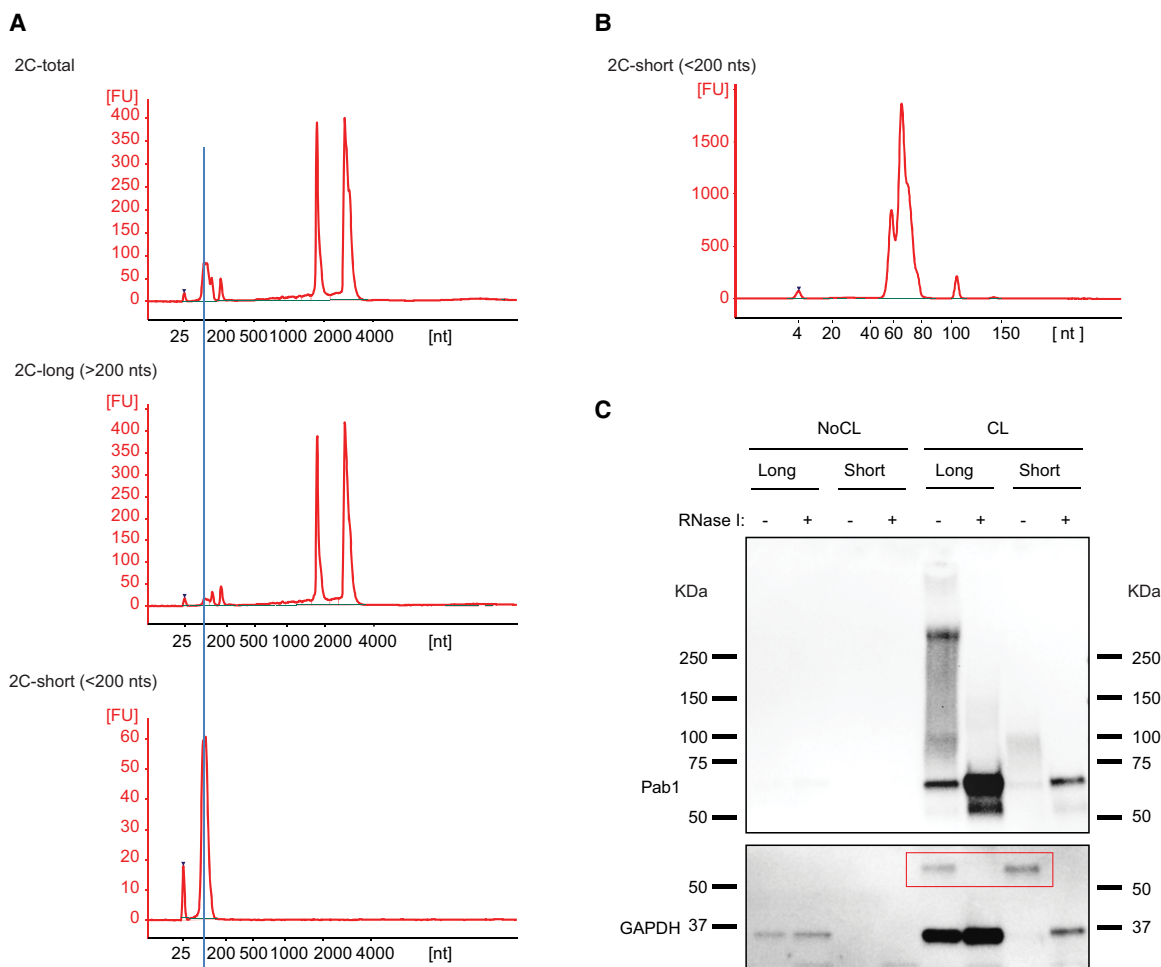 A
2C-total
[FU]
400
350
300
250
200
150
100
50
0
25 200 500 1000 2000 4000 [nt]
2C-long (>200 nts)
[FU]
400
350
300
250
200
150
100
50
0
25 200 500 1000 2000 4000 [nt]
2C-short (<200 nts)
[FU]
60
50
40
30
20
10
0
25 200 500 1000 2000 4000 [nt]
B
2C-short (<200 nts)
[FU]
1500
1000
500
0
4 20 40 60 80 100 150 [ nt ]
C
NoCL CL
Long Short Long Short
RNase I: - + - + - + - +
KDa KDa
250 250
150 150
100 100
75 75
Pab1
50 50
50 50
GAPDH 37 37